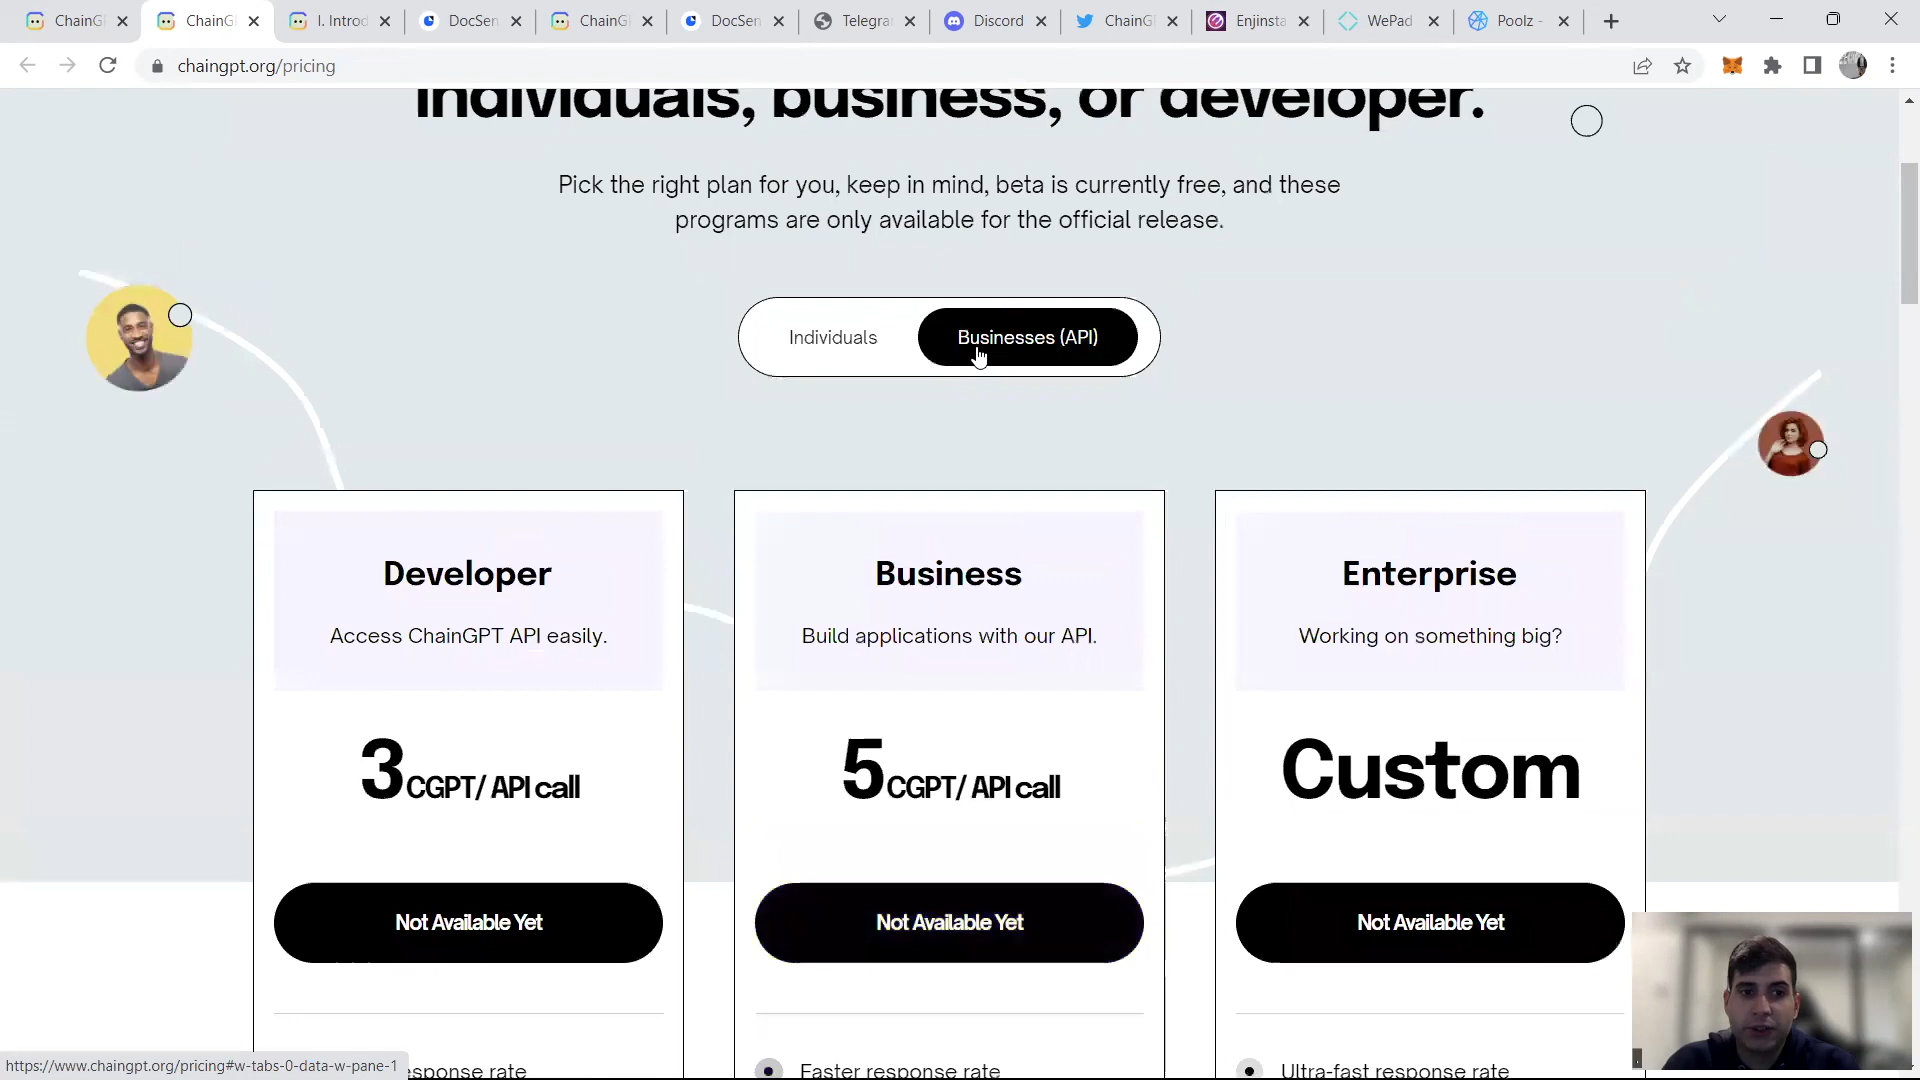 ChainG
ChainG
I. Introd
DocSen
ChainG
DocSen
Telegra
Discord
ChainG
Enjinsta
WePad
Poolz -
chaingpt.org/pricing
individuals, business, or developer.
Pick the right plan for you, keep in mind, beta is currently free, and these
programs are only available for the official release.
Individuals
Businesses (API)
Developer
Access ChainGPT API easily.
3 CGPT/ API call
Not Available Yet
Business
Build applications with our API.
5 CGPT/ API call
Not Available Yet
Faster response rate
Enterprise
Working on something big?
Custom
Not Available Yet
Ultra-fast response rate
https://www.chaingpt.org/pricing#w-tabs-0-data-w-pane-1
esponse rate